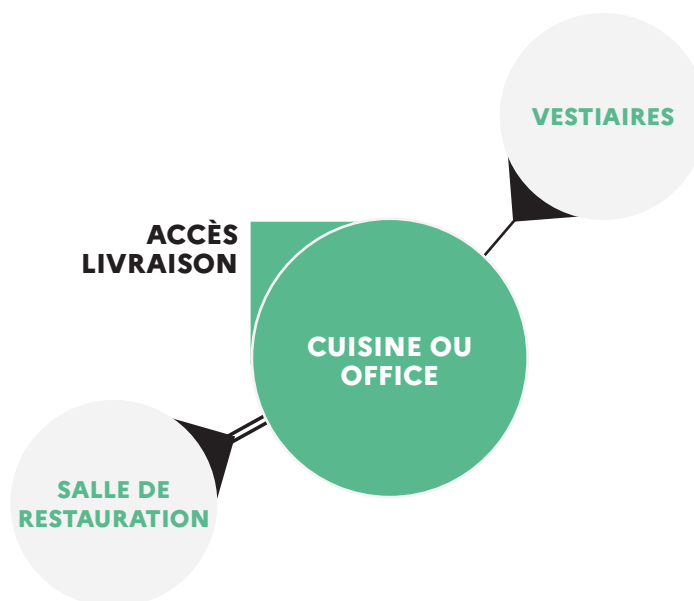 VESTIAIRES
ACCÈS
LIVRAISON
CUISINE OU
OFFICE
SALLE DE
RESTAURATION